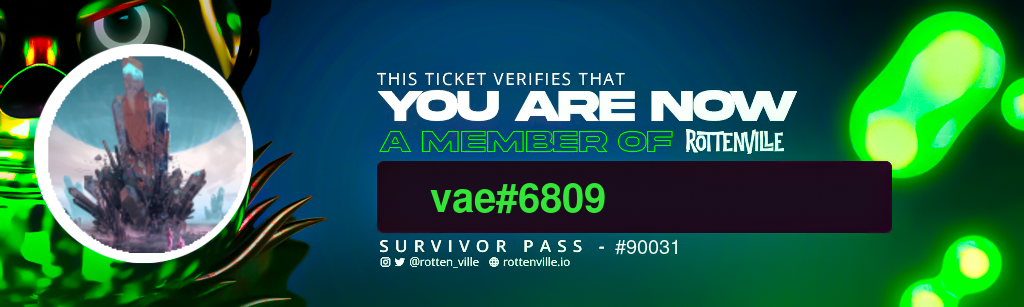 THIS TICKET VERIFIES THAT
YOU ARE NOW
A MEMBER OF ROTTENVILLE
vae#6809
SURVIVOR PASS - #90031
@rotten_ville rottenville.io